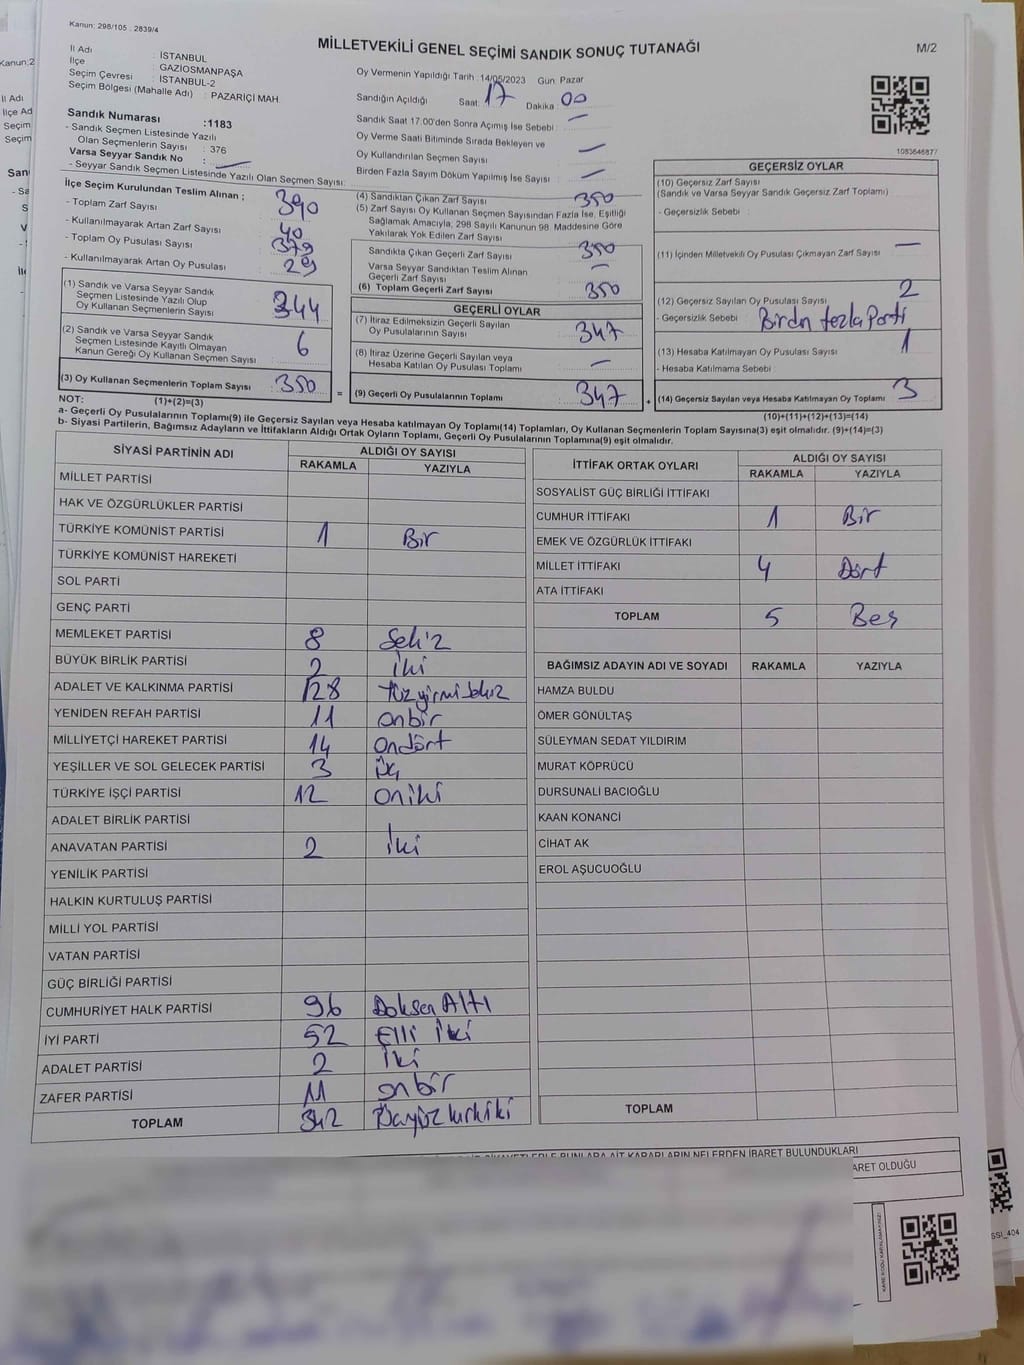 Kanun: 298/105 : 2839/4
MİLLETVEKİLİ GENEL SEÇİMİ SANDIK SONUÇ TUTANAĞI
M/2
İl Adı : İSTANBUL
İlçe : GAZİOSMANPAŞA
Seçim Çevresi : İSTANBUL-2
Seçim Bölgesi (Mahalle Adı) : PAZARİÇİ MAH.
Sandık Numarası :1183
- Sandık Seçmen Listesinde Yazılı
Olan Seçmenlerin Sayısı : 376
Varsa Seyyar Sandık No :
- Seyyar Sandık Seçmen Listesinde Yazılı Olan Seçmen Sayısı:
Oy Vermenin Yapıldığı Tarih : 14/05/2023 Gün: Pazar
Sandığın Açıldığı Saat: 17 Dakika: 00
Sandık Saat 17.00'den Sonra Açımış İse Sebebi :
Oy Verme Saati Bitiminde Sırada Bekleyen ve
Oy Kullandırılan Seçmen Sayısı
Birden Fazla Sayım Döküm Yapılmış İse Sayısı :
1083646877
İlçe Seçim Kurulundan Teslim Alınan ;
- Toplam Zarf Sayısı : 390
- Kullanılmayarak Artan Zarf Sayısı : 40
- Toplam Oy Pusulası Sayısı : 379
- Kullanılmayarak Artan Oy Pusulası : 29
(1) Sandık ve Varsa Seyyar Sandık
Seçmen Listesinde Yazılı Olup
Oy Kullanan Seçmenlerin Sayısı : 344
(2) Sandık ve Varsa Seyyar Sandık
Seçmen Listesinde Kayıtlı Olmayan
Kanun Gereği Oy Kullanan Seçmen Sayısı : 6
(3) Oy Kullanan Seçmenlerin Toplam Sayısı : 350
(4) Sandıktan Çıkan Zarf Sayısı : 350
(5) Zarf Sayısı Oy Kullanan Seçmen Sayısından Fazla İse, Eşitliği
Sağlamak Amacıyla, 298 Sayılı Kanunun 98. Maddesine Göre
Yakılarak Yok Edilen Zarf Sayısı :
Sandıkta Çıkan Geçerli Zarf Sayısı : 350
Varsa Seyyar Sandıktan Teslim Alınan
Geçerli Zarf Sayısı
(6) Toplam Geçerli Zarf Sayısı : 350
GEÇERLİ OYLAR
(7) İtiraz Edilmeksizin Geçerli Sayılan
Oy Pusulalarının Sayısı : 347
(8) İtiraz Üzerine Geçerli Sayılan veya
Hesaba Katılan Oy Pusulası Toplamı :
= (9) Geçerli Oy Pusulalarının Toplamı : 347
GEÇERSİZ OYLAR
(10) Geçersiz Zarf Sayısı
(Sandık ve Varsa Seyyar Sandık Geçersiz Zarf Toplamı)
- Geçersizlik Sebebi :
(11) İçinden Milletvekili Oy Pusulası Çıkmayan Zarf Sayısı
(12) Geçersiz Sayılan Oy Pusulası Sayısı : 2
- Geçersizlik Sebebi : Birdn fezla Parti
(13) Hesaba Katılmayan Oy Pusulası Sayısı : 1
- Hesaba Katılmama Sebebi :
+ (14) Geçersiz Sayılan veya Hesaba Katılmayan Oy Toplamı : 3
NOT: (1)+(2)=(3)
(10)+(11)+(12)+(13)=(14)
a- Geçerli Oy Pusulalarının Toplamı(9) ile Geçersiz Sayılan veya Hesaba katılmayan Oy Toplamı(14) Toplamları, Oy Kullanan Seçmenlerin Toplam Sayısına(3) eşit olmalıdır. (9)+(14)=(3)
b- Siyasi Partilerin, Bağımsız Adayların ve İttifakların Aldığı Ortak Oyların Toplamı, Geçerli Oy Pusulalarının Toplamına(9) eşit olmalıdır.
SİYASİ PARTİNİN ADI ALDIĞI OY SAYISI
RAKAMLA YAZIYLA
MİLLET PARTİSİ
HAK VE ÖZGÜRLÜKLER PARTİSİ
TÜRKİYE KOMÜNİST PARTİSİ 1 Bir
TÜRKİYE KOMÜNİST HAREKETİ
SOL PARTİ
GENÇ PARTİ
MEMLEKET PARTİSİ 8 Sekiz
BÜYÜK BİRLİK PARTİSİ 2 İki
ADALET VE KALKINMA PARTİSİ 128 Yüzyirmisekiz
YENİDEN REFAH PARTİSİ 11 onbir
MİLLİYETÇİ HAREKET PARTİSİ 14 ondört
YEŞİLLER VE SOL GELECEK PARTİSİ 3 üç
TÜRKİYE İŞÇİ PARTİSİ 12 oniki
ADALET BİRLİK PARTİSİ
ANAVATAN PARTİSİ 2 İki
YENİLİK PARTİSİ
HALKIN KURTULUŞ PARTİSİ
MİLLİ YOL PARTİSİ
VATAN PARTİSİ
GÜÇ BİRLİĞİ PARTİSİ
CUMHURİYET HALK PARTİSİ 96 Doksan Altı
İYİ PARTİ 52 Elli İki
ADALET PARTİSİ 2 İki
ZAFER PARTİSİ 11 onbir
TOPLAM 342 Üçyüzkırkiki
İTTİFAK ORTAK OYLARI ALDIĞI OY SAYISI
RAKAMLA YAZIYLA
SOSYALİST GÜÇ BİRLİĞİ İTTİFAKI
CUMHUR İTTİFAKI 1 Bir
EMEK VE ÖZGÜRLÜK İTTİFAKI
MİLLET İTTİFAKI 4 Dört
ATA İTTİFAKI
TOPLAM 5 Beş
BAĞIMSIZ ADAYIN ADI VE SOYADI RAKAMLA YAZIYLA
HAMZA BULDU
ÖMER GÖNÜLTAŞ
SÜLEYMAN SEDAT YILDIRIM
MURAT KÖPRÜCÜ
DURSUNALİ BACIOĞLU
KAAN KONANCİ
CİHAT AK
EROL AŞUCUOĞLU
TOPLAM
BUNLARA AİT KARARLARIN NELERDEN İBARET BULUNDUKLARI
ARET OLDUĞU